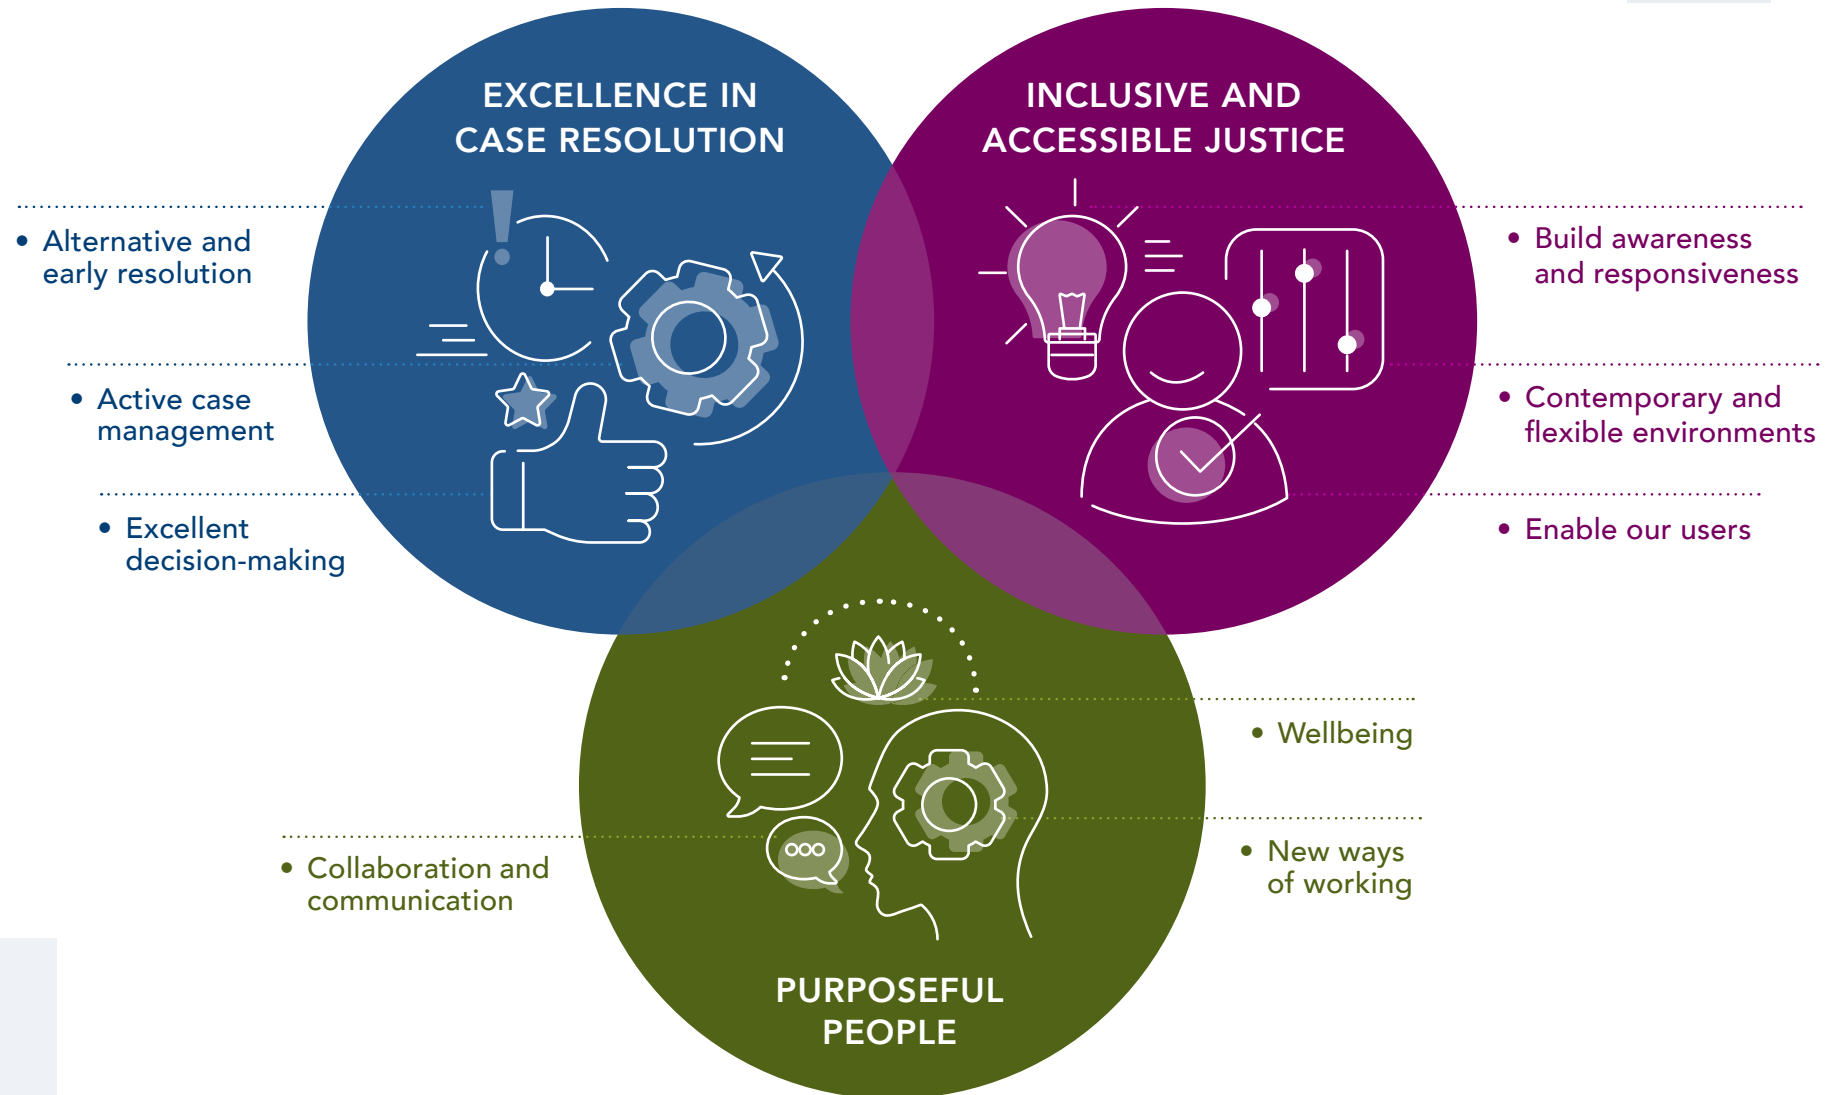 EXCELLENCE IN
CASE RESOLUTION
• Alternative and
early resolution
• Active case
management
• Excellent
decision-making
INCLUSIVE AND
ACCESSIBLE JUSTICE
• Build awareness
and responsiveness
• Contemporary and
flexible environments
• Enable our users
• Wellbeing
• New ways
of working
• Collaboration and
communication
PURPOSEFUL
PEOPLE